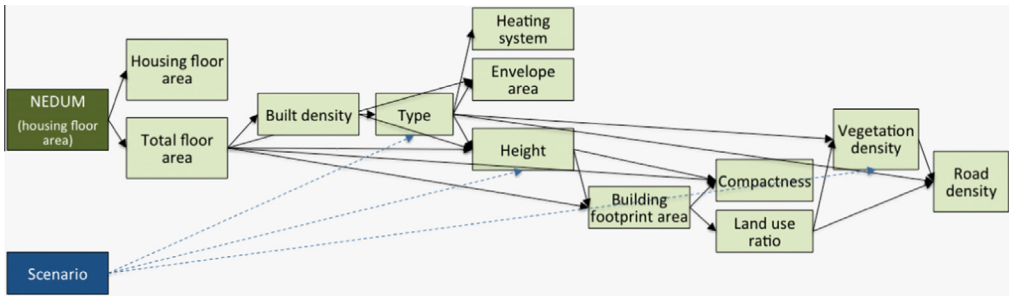 Heating
system
Housing floor
area
Envelope
area
NEDUM
(housing floor
area)
Built density
Type
Total floor
area
Height
Vegetation
density
Compactness
Road
density
Building
footprint area
Land use
ratio
Scenario